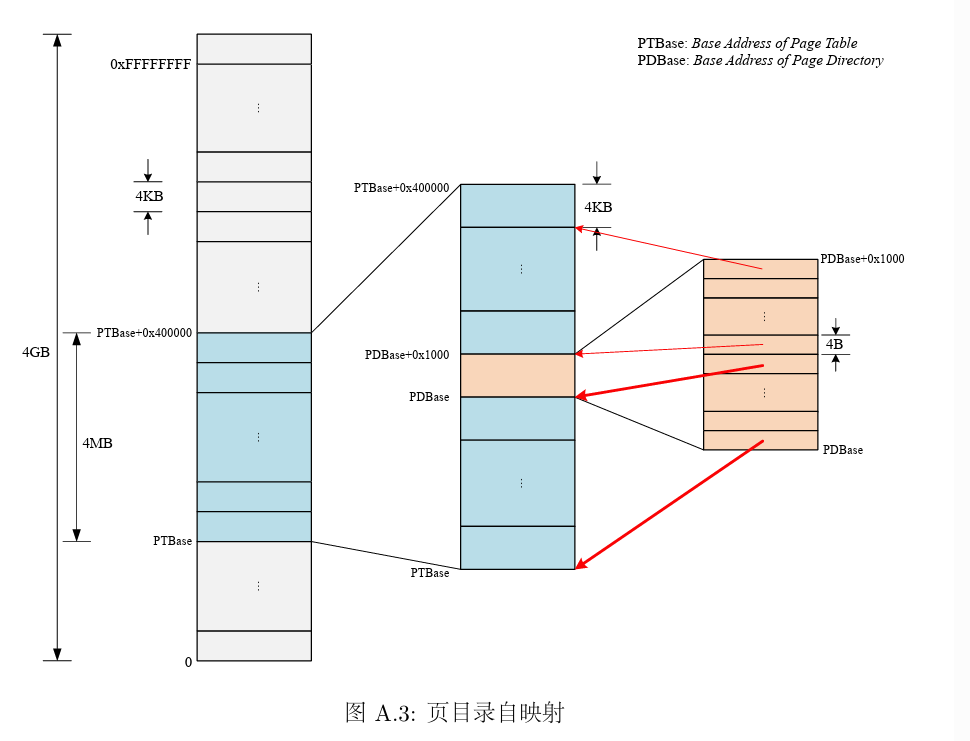 PTBase: Base Address of Page Table
PDBase: Base Address of Page Directory
0xFFFFFFFF
4KB
PTBase+0x400000
4GB
4MB
PTBase
0
PTBase+0x400000
4KB
PDBase+0x1000
PDBase
PTBase
PDBase+0x1000
4B
PDBase
图 A.3: 页目录自映射